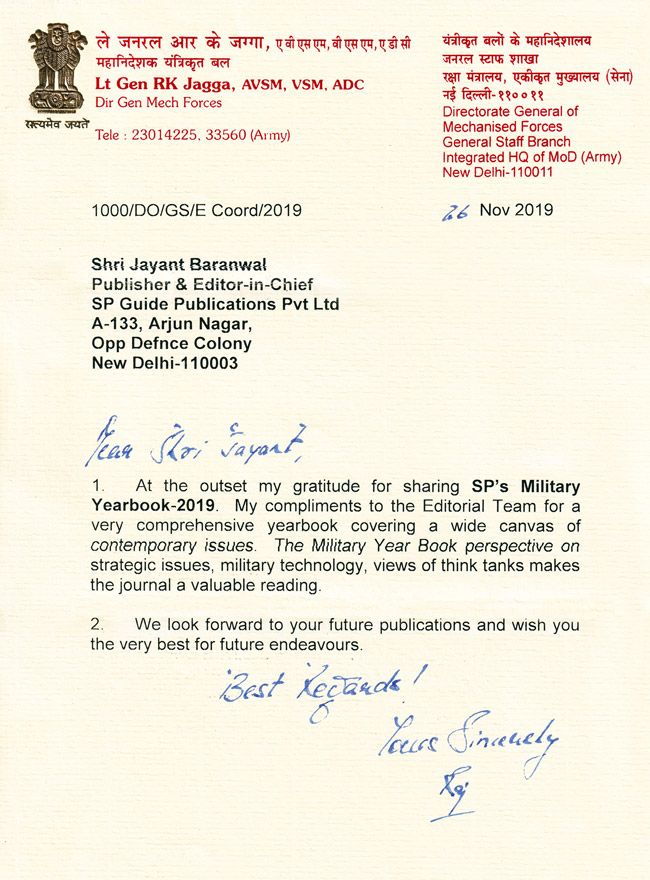 ले जनरल आर के जग्गा, ए वी एस एम, वी एस एम, ए डी सी
महानिदेशक यंत्रिकृत बल
Lt Gen RK Jagga, AVSM, VSM, ADC
Dir Gen Mech Forces
सत्यमेव जयते
Tele : 23014225, 33560 (Army)
यंत्रीकृत बलों के महानिदेशालय
जनरल स्टाफ शाखा
रक्षा मंत्रालय, एकीकृत मुख्यालय (सेना)
नई दिल्ली-११००११
Directorate General of
Mechanised Forces
General Staff Branch
Integrated HQ of MoD (Army)
New Delhi-110011
1000/DO/GS/E Coord/2019
26 Nov 2019
Shri Jayant Baranwal
Publisher & Editor-in-Chief
SP Guide Publications Pvt Ltd
A-133, Arjun Nagar,
Opp Defnce Colony
New Delhi-110003
Dear Shri Jayant,
1. At the outset my gratitude for sharing SP's Military
Yearbook-2019. My compliments to the Editorial Team for a
very comprehensive yearbook covering a wide canvas of
contemporary issues. The Military Year Book perspective on
strategic issues, military technology, views of think tanks makes
the journal a valuable reading.
2. We look forward to your future publications and wish you
the very best for future endeavours.
Best Regards!
Yours Sincerely